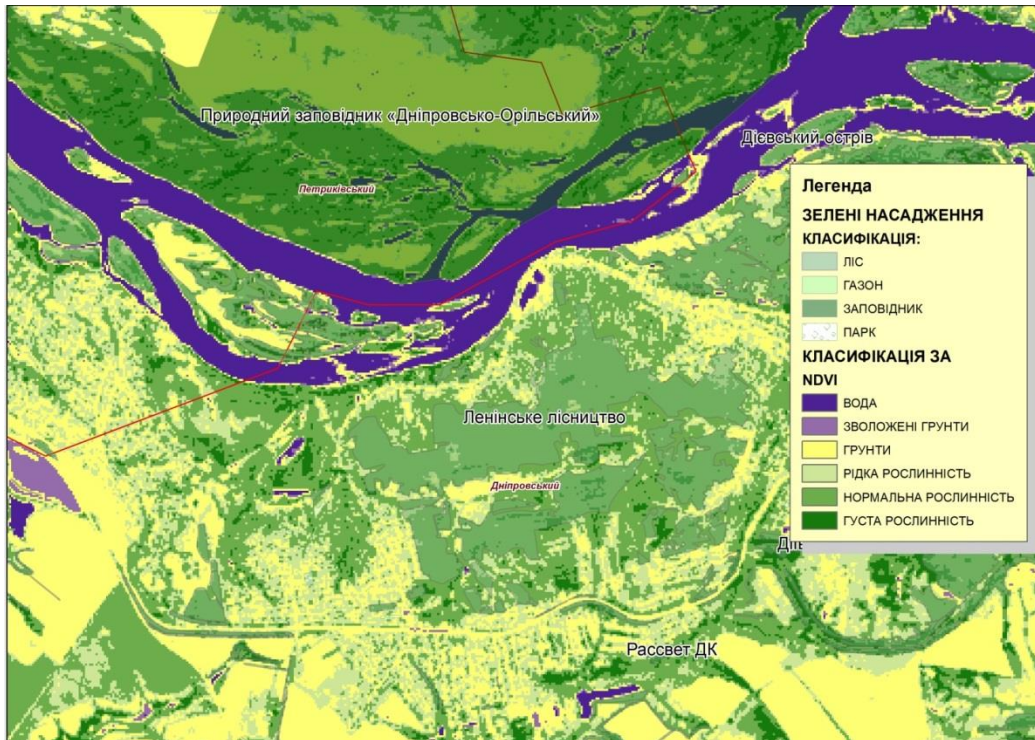 Природний заповідник «Дніпровсько-Орільський»
Дієвський острів
Петриківський
Легенда
ЗЕЛЕНІ НАСАДЖЕННЯ
КЛАСИФІКАЦІЯ:
ЛІС
ГАЗОН
ЗАПОВІДНИК
ПАРК
КЛАСИФІКАЦІЯ ЗА
NDVI
ВОДА
ЗВОЛОЖЕНІ ГРУНТИ
ГРУНТИ
РІДКА РОСЛИННІСТЬ
НОРМАЛЬНА РОСЛИННІСТЬ
ГУСТА РОСЛИННІСТЬ
Ленінське лісництво
Дніпровський
Рассвет ДК